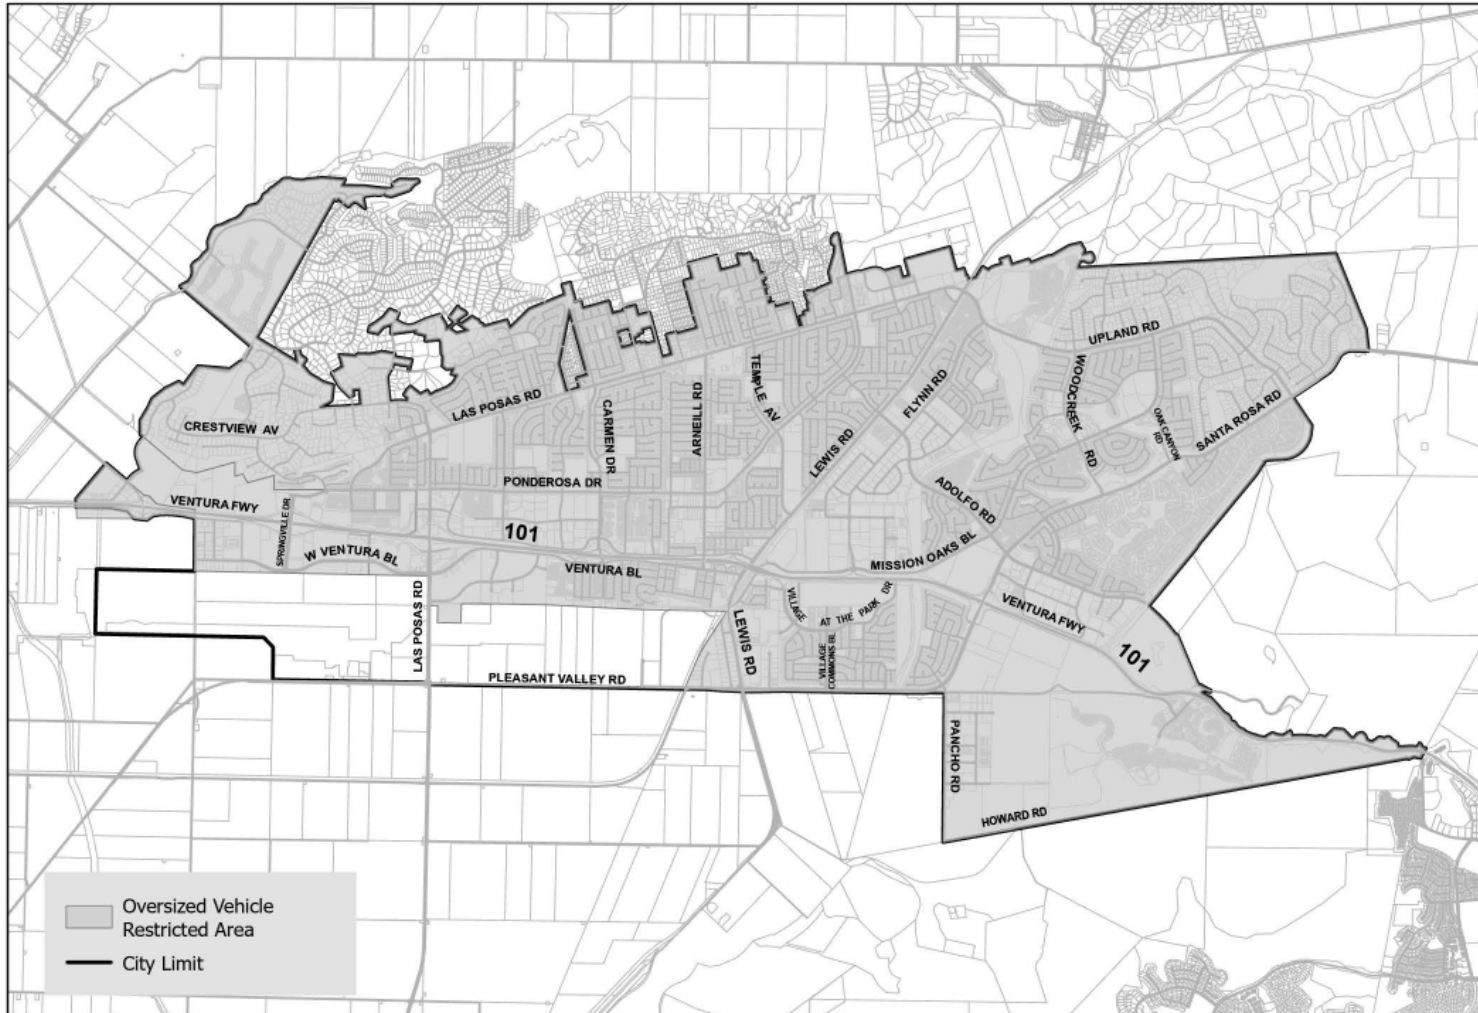 UPLAND RD
WOODCREEK
RD
OAK CANYON
RD
SANTA ROSA RD
TEMPLE AV
FLYNN RD
LAS POSAS RD
CARMEN DR
ARNEILL RD
CRESTVIEW AV
LEWIS RD
PONDEROSA DR
ADOLFO RD
VENTURA FWY
SPRINGVILLE DR
101
W VENTURA BL
VENTURA BL
MISSION OAKS BL
LAS POSAS RD
VILLAGE AT THE PARK DR
VENTURA FWY
LEWIS RD
VILLAGE
COMMONS BL
101
PLEASANT VALLEY RD
PANCHO RD
HOWARD RD
Oversized Vehicle
Restricted Area
City Limit